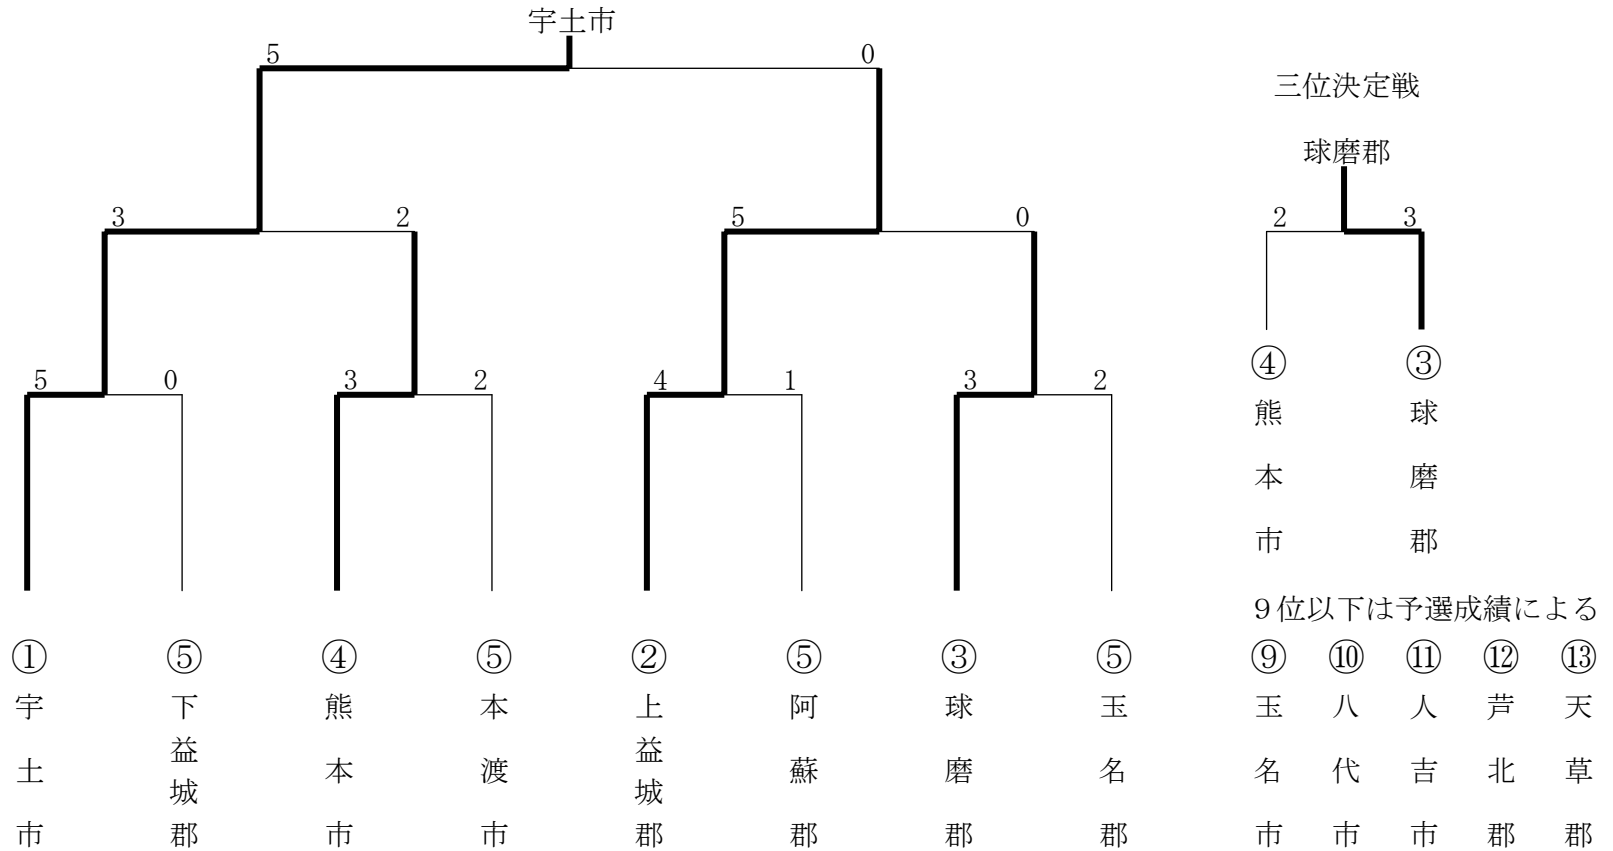 宇土市
5 0
三位決定戦
球磨郡
3 2 5 0
2 3
5 0 3 2 4 1 3 2
④ ③
熊本市
球磨郡
9位以下は予選成績による
① ⑤ ④ ⑤ ② ⑤ ③ ⑤ ⑨ ⑩ ⑪ ⑫ ⑬
宇土市
下益城郡
熊本市
本渡市
上益城郡
阿蘇郡
球磨郡
玉名郡
玉名市
八代市
人吉市
芦北郡
天草郡